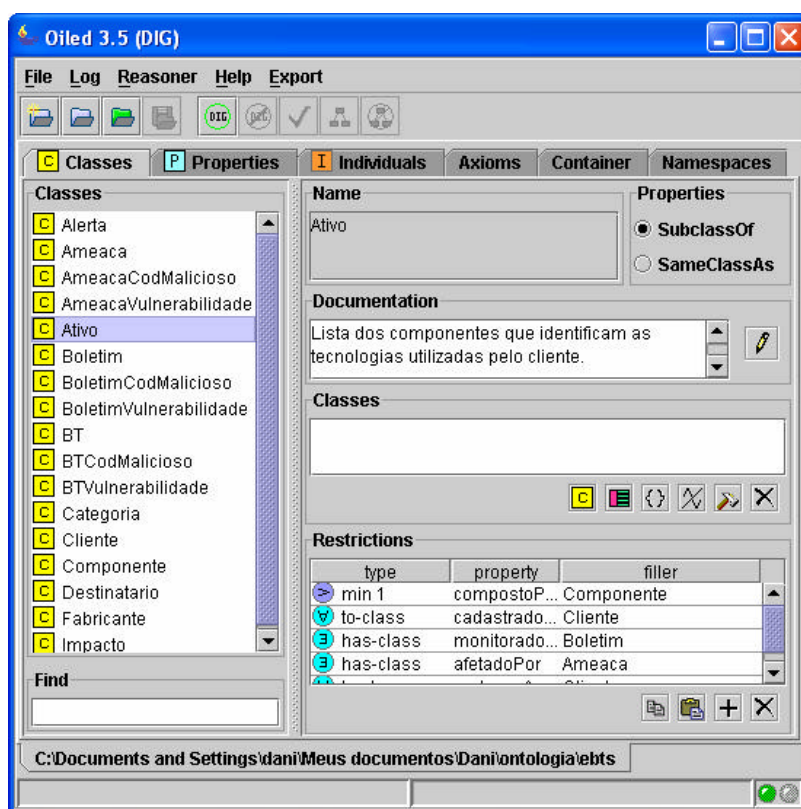 Oiled 3.5 (DIG)
File Log Reasoner Help Export
DIG
C Classes P Properties I Individuals Axioms Container Namespaces
Classes
C Alerta
C Ameaca
C AmeacaCodMalicioso
C AmeacaVulnerabilidade
C Ativo
C Boletim
C BoletimCodMalicioso
C BoletimVulnerabilidade
C BT
C BTCodMalicioso
C BTVulnerabilidade
C Categoria
C Cliente
C Componente
C Destinatario
C Fabricante
C Impacto
Find
Name
Ativo
Properties
SubclassOf
SameClassAs
Documentation
Lista dos componentes que identificam as
tecnologias utilizadas pelo cliente.
Classes
C {}
Restrictions
type property filler
min 1 compostoP... Componente
to-class cadastrado... Cliente
has-class monitorado... Boletim
has-class afetadoPor Ameaca
C:\Documents and Settings\dani\Meus documentos\Dani\ontologia\ebts